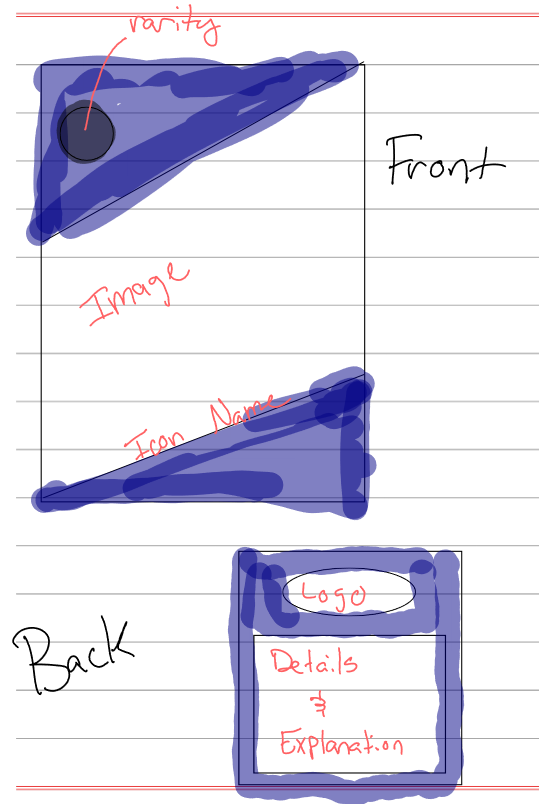 rarity
Front
Image
Icon Name
Back
Logo
Details
&
Explanation